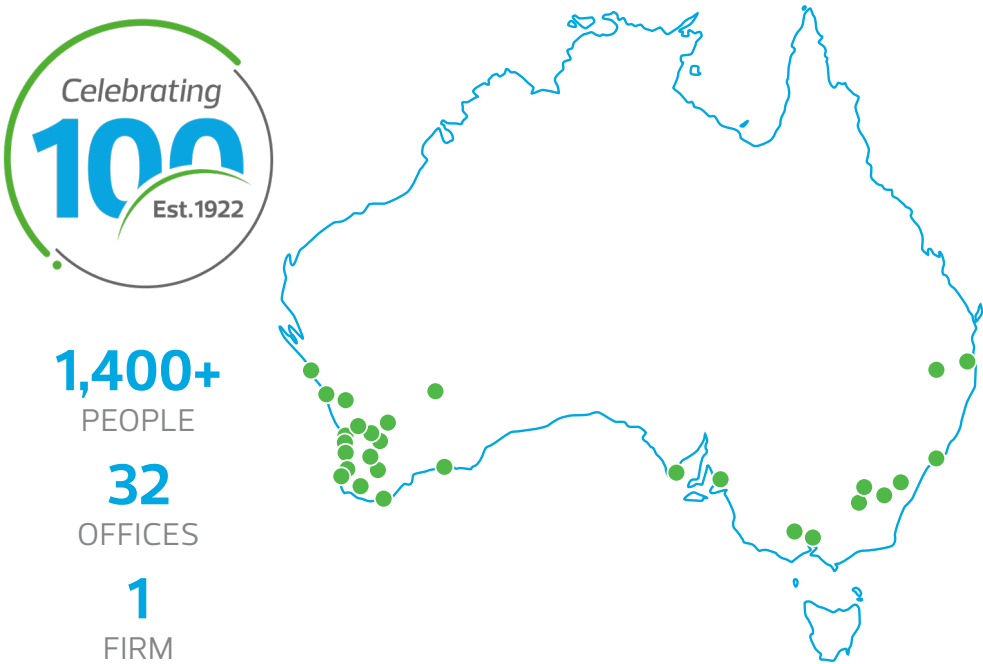 Celebrating
100
Est.1922
1,400+
PEOPLE
32
OFFICES
1
FIRM